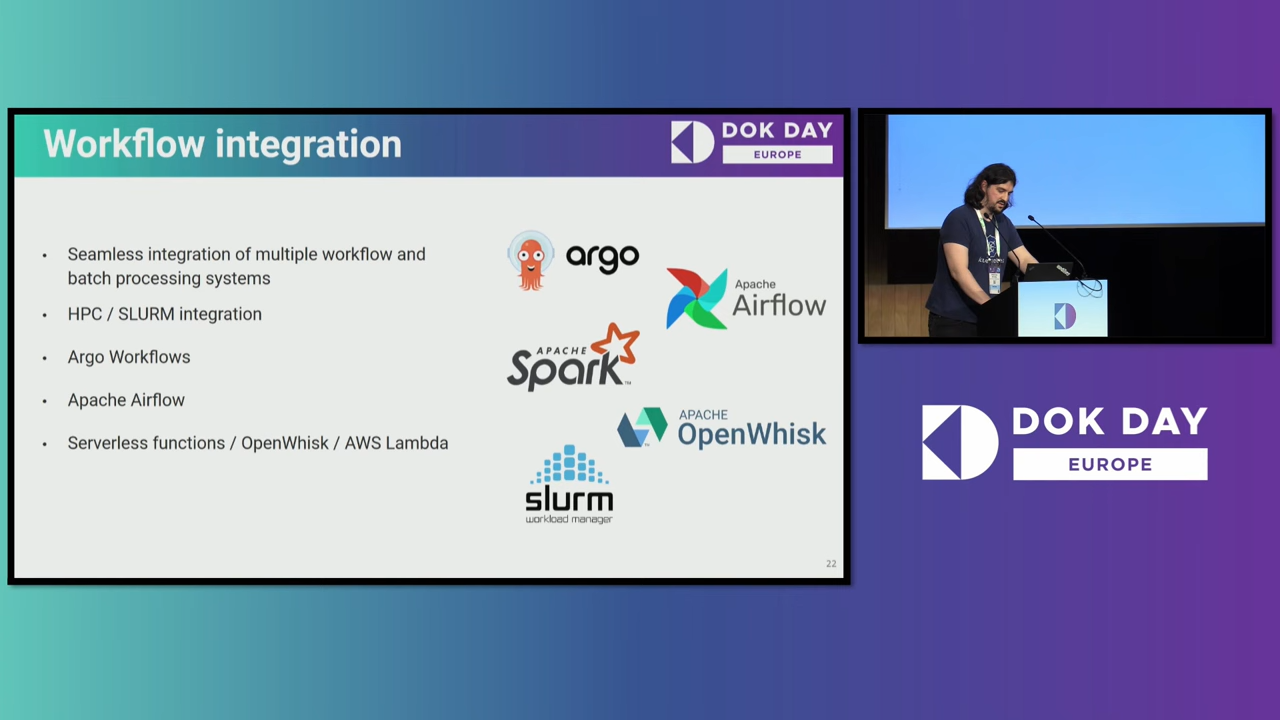 Workflow integration
DOK DAY
EUROPE
• Seamless integration of multiple workflow and
batch processing systems
• HPC / SLURM integration
• Argo Workflows
• Apache Airflow
• Serverless functions / OpenWhisk / AWS Lambda
argo
Apache
Airflow
APACHE
Spark™
APACHE
OpenWhisk
slurm
workload manager
22
DOK DAY
EUROPE